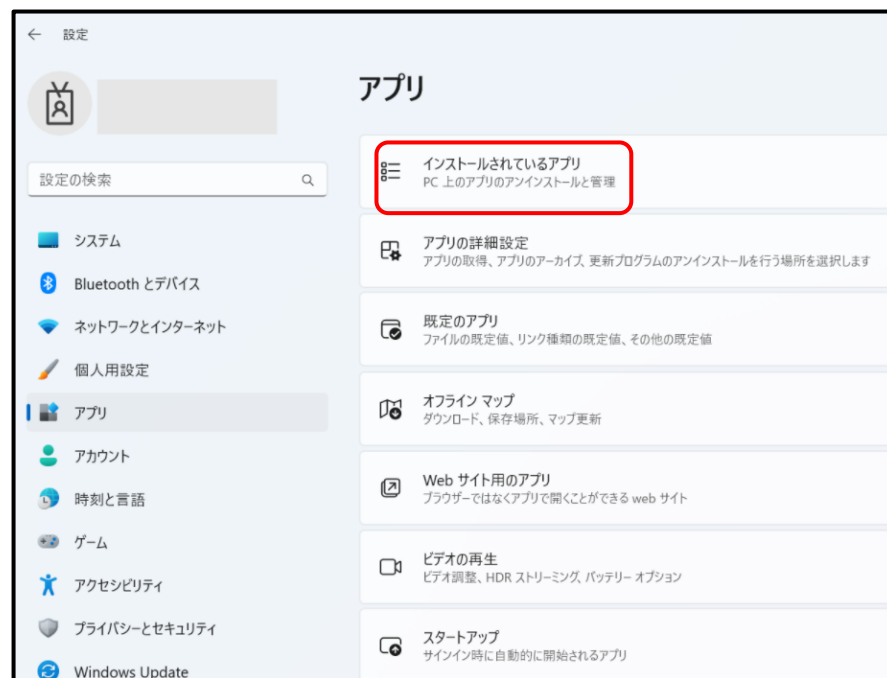 設定
設定の検索
システム
Bluetooth とデバイス
ネットワークとインターネット
個人用設定
アプリ
アカウント
時刻と言語
ゲーム
アクセシビリティ
プライバシーとセキュリティ
Windows Update
アプリ
インストールされているアプリ
PC 上のアプリのアンインストールと管理
アプリの詳細設定
アプリの取得、アプリのアーカイブ、更新プログラムのアンインストールを行う場所を選択します
既定のアプリ
ファイルの既定値、リンク種類の既定値、その他の既定値
オフライン マップ
ダウンロード、保存場所、マップ更新
Web サイト用のアプリ
ブラウザーではなくアプリで開くことができる web サイト
ビデオの再生
ビデオ調整、HDR ストリーミング、バッテリー オプション
スタートアップ
サインイン時に自動的に開始されるアプリ